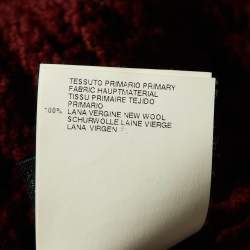 TESSUTO PRIMARIO PRIMARY
FABRIC HAUPTMATERIAL
TISSU PRIMAIRE TEJIDO
PRIMARIO
100% LANA VERGINE NEW WOOL
SCHURWOLLE LAINE VIERGE
LANA VIRGEN